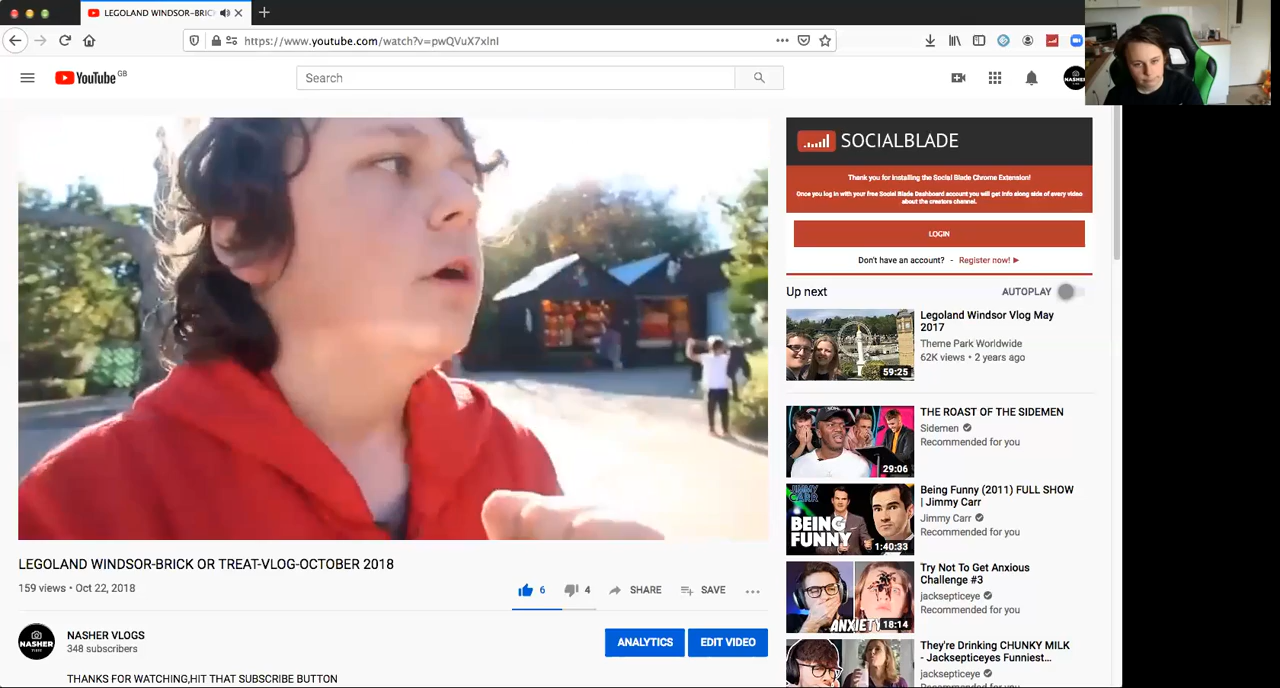 LEGOLAND WINDSOR-BRIC
https://www.youtube.com/watch?v=pwQVuX7xInI
YouTube GB
Search
NASHER
SOCIALBLADE
Thank you for installing the Social Blade Chrome Extension!
Once you log in with your free Social Blade Dashboard account you will get info along side of every video
about the creators channel.
LOGIN
Don't have an account? - Register now! ▶
Up next
AUTOPLAY
Legoland Windsor Vlog May
2017
Theme Park Worldwide
62K views • 2 years ago
59:25
THE ROAST OF THE SIDEMEN
Sidemen
Recommended for you
29:06
Being Funny (2011) FULL SHOW
| Jimmy Carr
Jimmy Carr
Recommended for you
JIMMY CARR
BEING
FUNNY
1:40:33
Try Not To Get Anxious
Challenge #3
jacksepticeye
Recommended for you
ANXIETY
18:14
They're Drinking CHUNKY MILK
- Jacksepticeyes Funniest...
jacksepticeye
Recommended for you
LEGOLAND WINDSOR-BRICK OR TREAT-VLOG-OCTOBER 2018
159 views • Oct 22, 2018
6
4
SHARE
SAVE
NASHER
NASHER VLOGS
348 subscribers
ANALYTICS
EDIT VIDEO
THANKS FOR WATCHING,HIT THAT SUBSCRIBE BUTTON